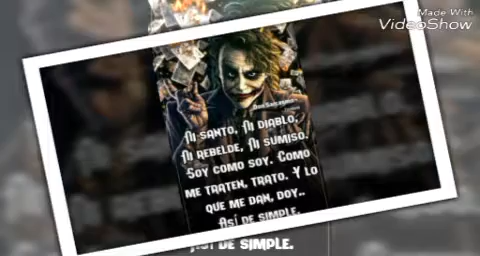 Made With
VideoShow
Ni santo, Ni diablo,
Ni rebelde, Ni sumiso.
Soy como soy. Como
me traten, trato. Y lo
que me dan, doy..
Así de simple.
Así de simple.